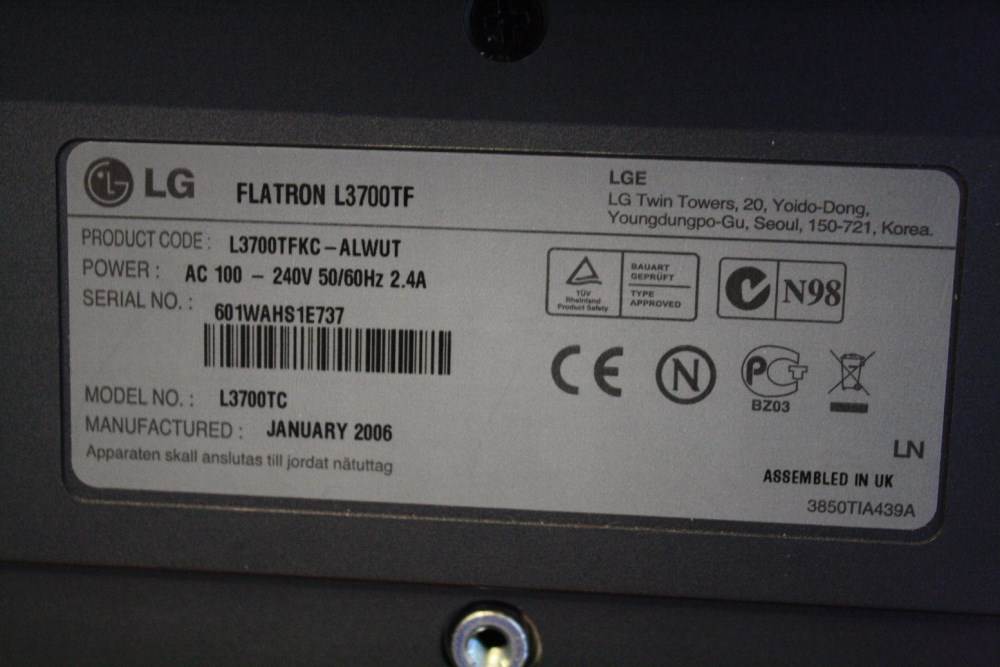 LG FLATRON L3700TF
LGE
LG Twin Towers, 20, Yoido-Dong,
Youngdungpo-Gu, Seoul, 150-721, Korea.
PRODUCT CODE : L3700TFKC-ALWUT
POWER : AC 100 - 240V 50/60Hz 2.4A
SERIAL NO. : 601WAHS1E737
MODEL NO. : L3700TC
MANUFACTURED : JANUARY 2006
Apparaten skall anslutas till jordat nätuttag
TÜV
Rheinland
Product Safety
BAUART
GEPRÜFT
TYPE
APPROVED
N98
CE
N
PCT
BZ03
LN
ASSEMBLED IN UK
3850TIA439A